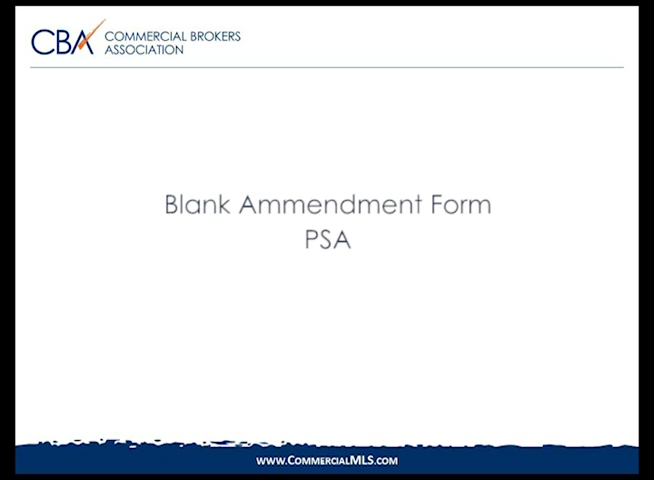 CBA COMMERCIAL BROKERS
ASSOCIATION
Blank Ammendment Form
PSA
www.CommercialMLS.com